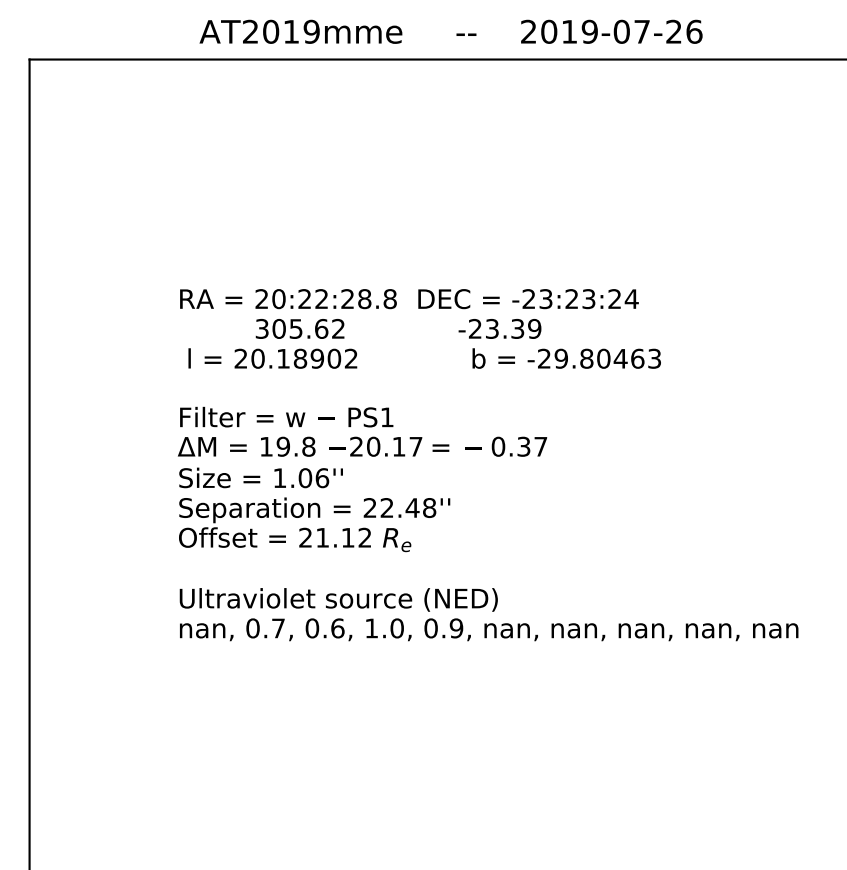 AT2019mme -- 2019-07-26
RA = 20:22:28.8 DEC = -23:23:24
305.62 -23.39
l = 20.18902 b = -29.80463
Filter = w − PS1
ΔM = 19.8 −20.17 = − 0.37
Size = 1.06''
Separation = 22.48''
Offset = 21.12 Re
Ultraviolet source (NED)
nan, 0.7, 0.6, 1.0, 0.9, nan, nan, nan, nan, nan